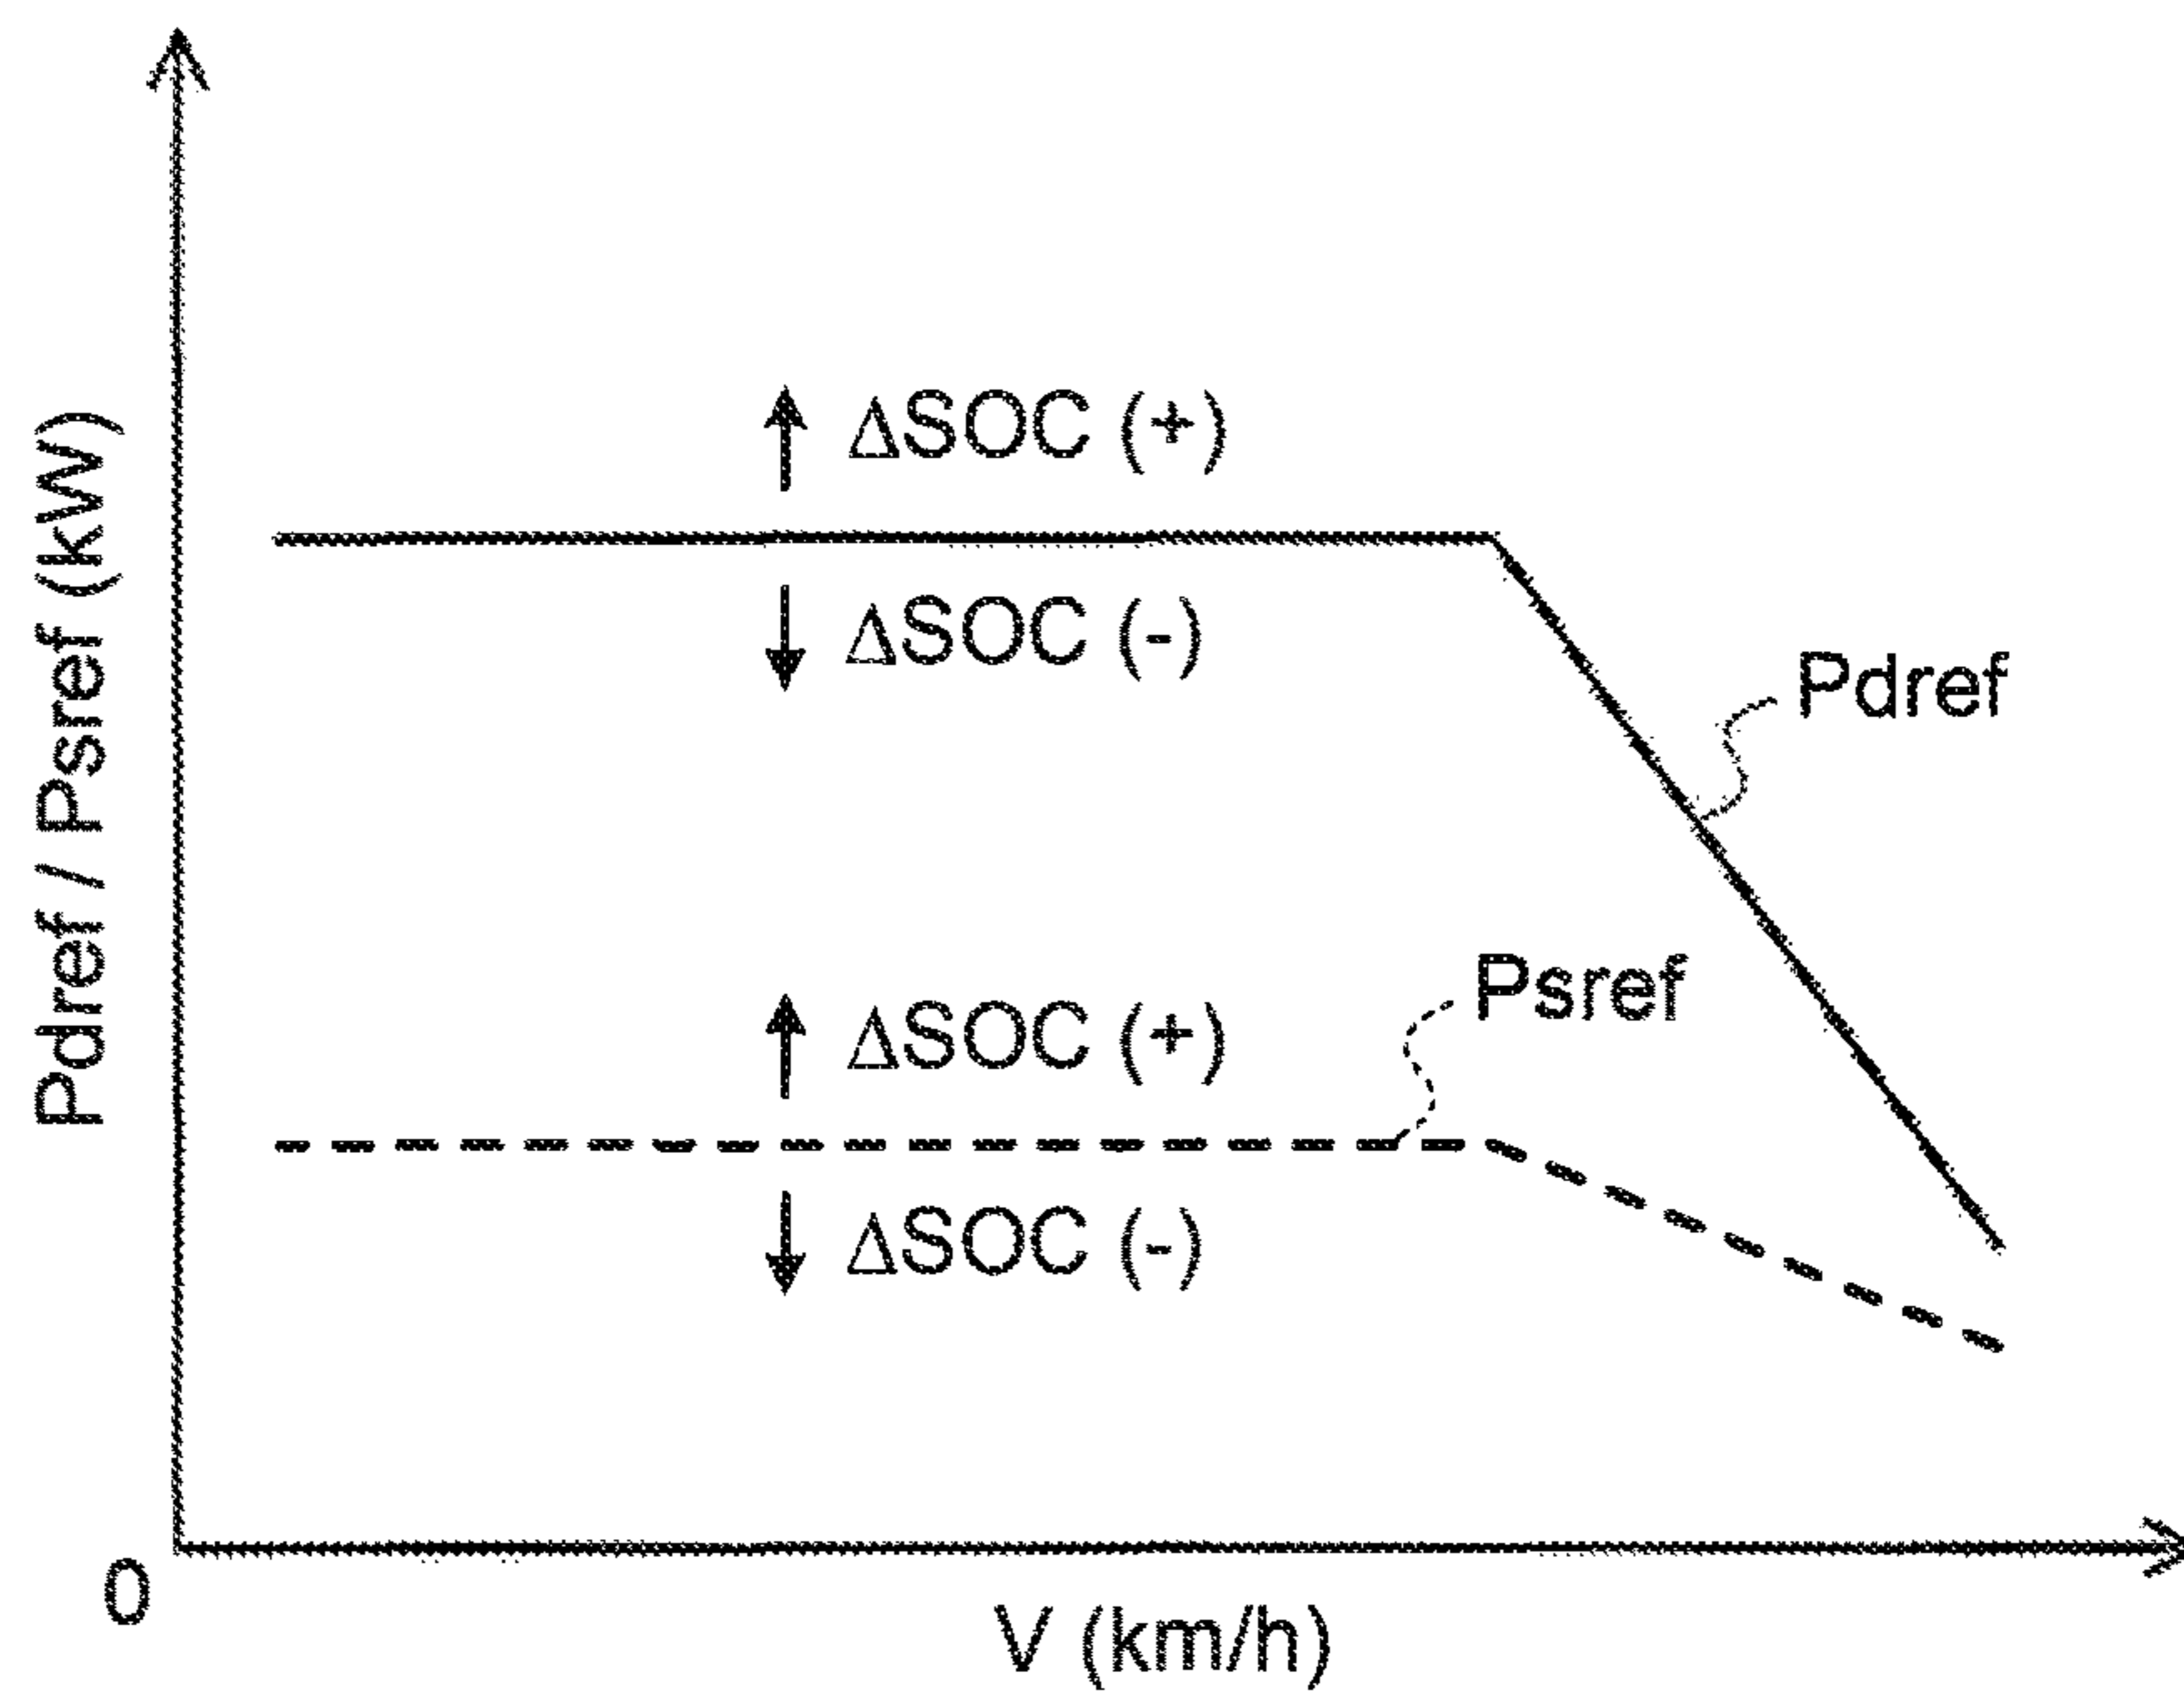 Pdref / Psref (kW)
ΔSOC (+)
ΔSOC (-)
Pdref
Psref
ΔSOC (+)
ΔSOC (-)
0
V (km/h)